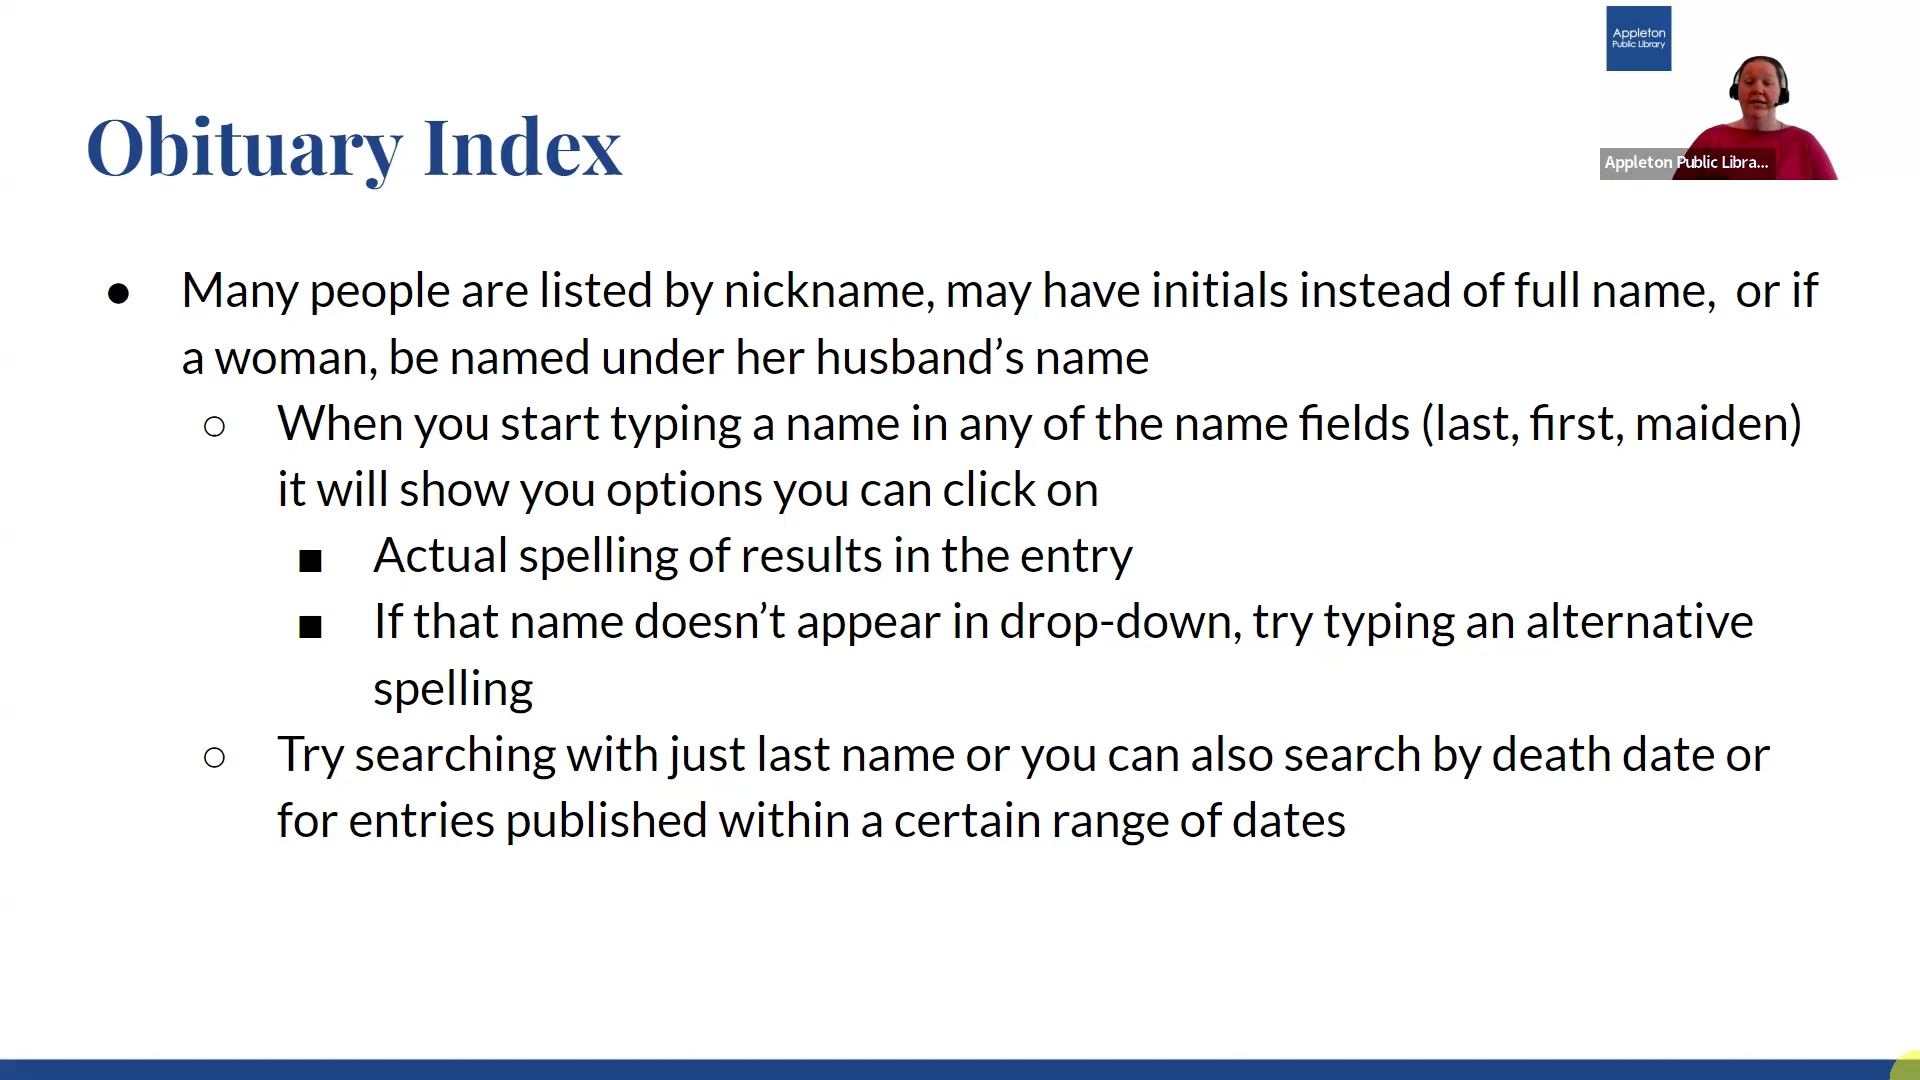 Appleton
Public Library
Appleton Public Libra...
Obituary Index
● Many people are listed by nickname, may have initials instead of full name, or if
a woman, be named under her husband’s name
○ When you start typing a name in any of the name fields (last, first, maiden)
it will show you options you can click on
■ Actual spelling of results in the entry
■ If that name doesn’t appear in drop-down, try typing an alternative
spelling
○ Try searching with just last name or you can also search by death date or
for entries published within a certain range of dates